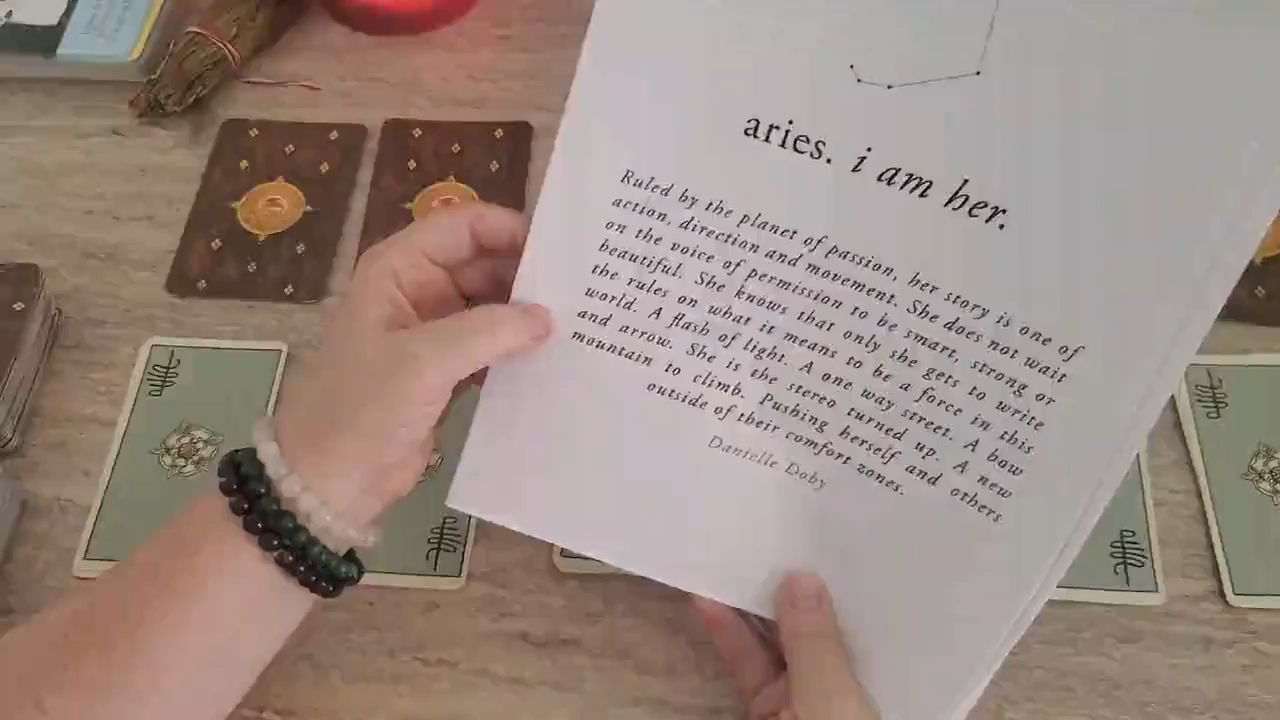 aries. i am her.
Ruled by the planet of passion, her story is one of
action, direction and movement. She does not wait
on the voice of permission to be smart, strong or
beautiful. She knows that only she gets to write
the rules on what it means to be a force in this
world. A flash of light. A one way street. A bow
and arrow. She is the stereo turned up. A new
mountain to climb. Pushing herself and others
outside of their comfort zones.
Danielle Doby